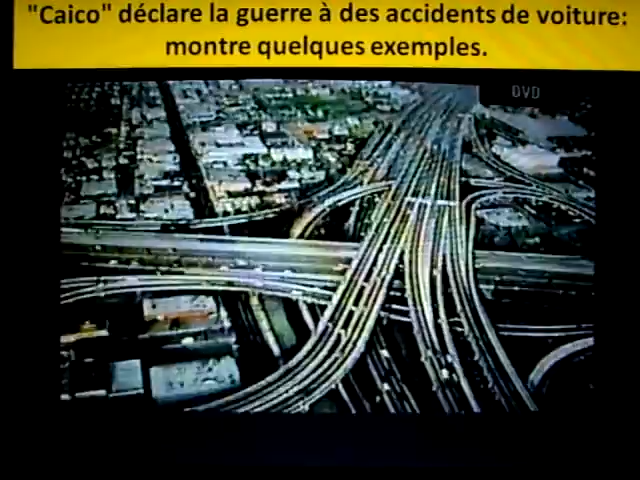 "Caico" déclare la guerre à des accidents de voiture:
montre quelques exemples.
DVD